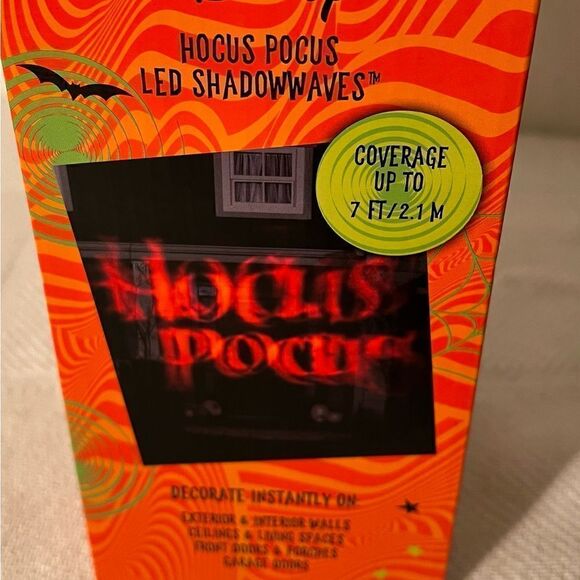 HOCUS POCUS
LED SHADOWWAVES™
COVERAGE
UP TO
7 FT/2.1 M
HOCUS
POCUS
DECORATE INSTANTLY ON
EXTERIOR & INTERIOR WALLS
CEILINGS & LIVING SPACES
FRONT DOORS & PORCHES
GARAGE DOORS